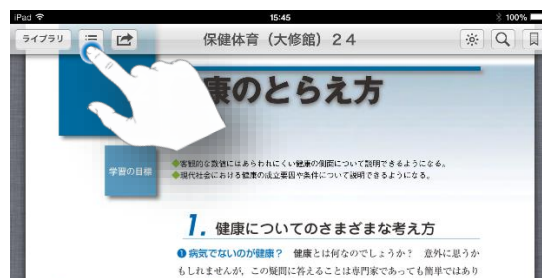 iPad 15:45 100%
ライブラリ 保健体育（大修館）２４
康のとらえ方
学習の目標
◆客観的な数値にはあらわれにくい健康の側面について説明できるようになる。
◆現代社会における健康の成立要因や条件について説明できるようになる。
1. 健康についてのさまざまな考え方
❶病気でないのが健康？ 健康とは何なのでしょうか？ 意外に思うか
もしれませんが，この疑問に答えることは専門家であっても簡単ではあり